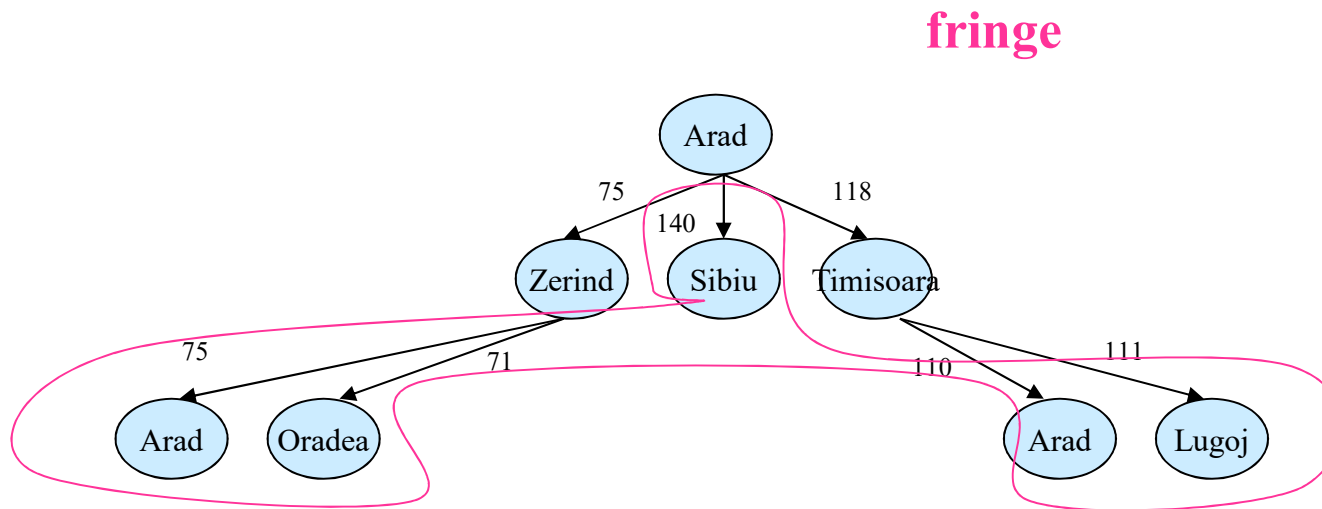 fringe
Arad
75
118
140
Zerind
Sibiu
Timisoara
75
71
111
110
Arad
Oradea
Arad
Lugoj